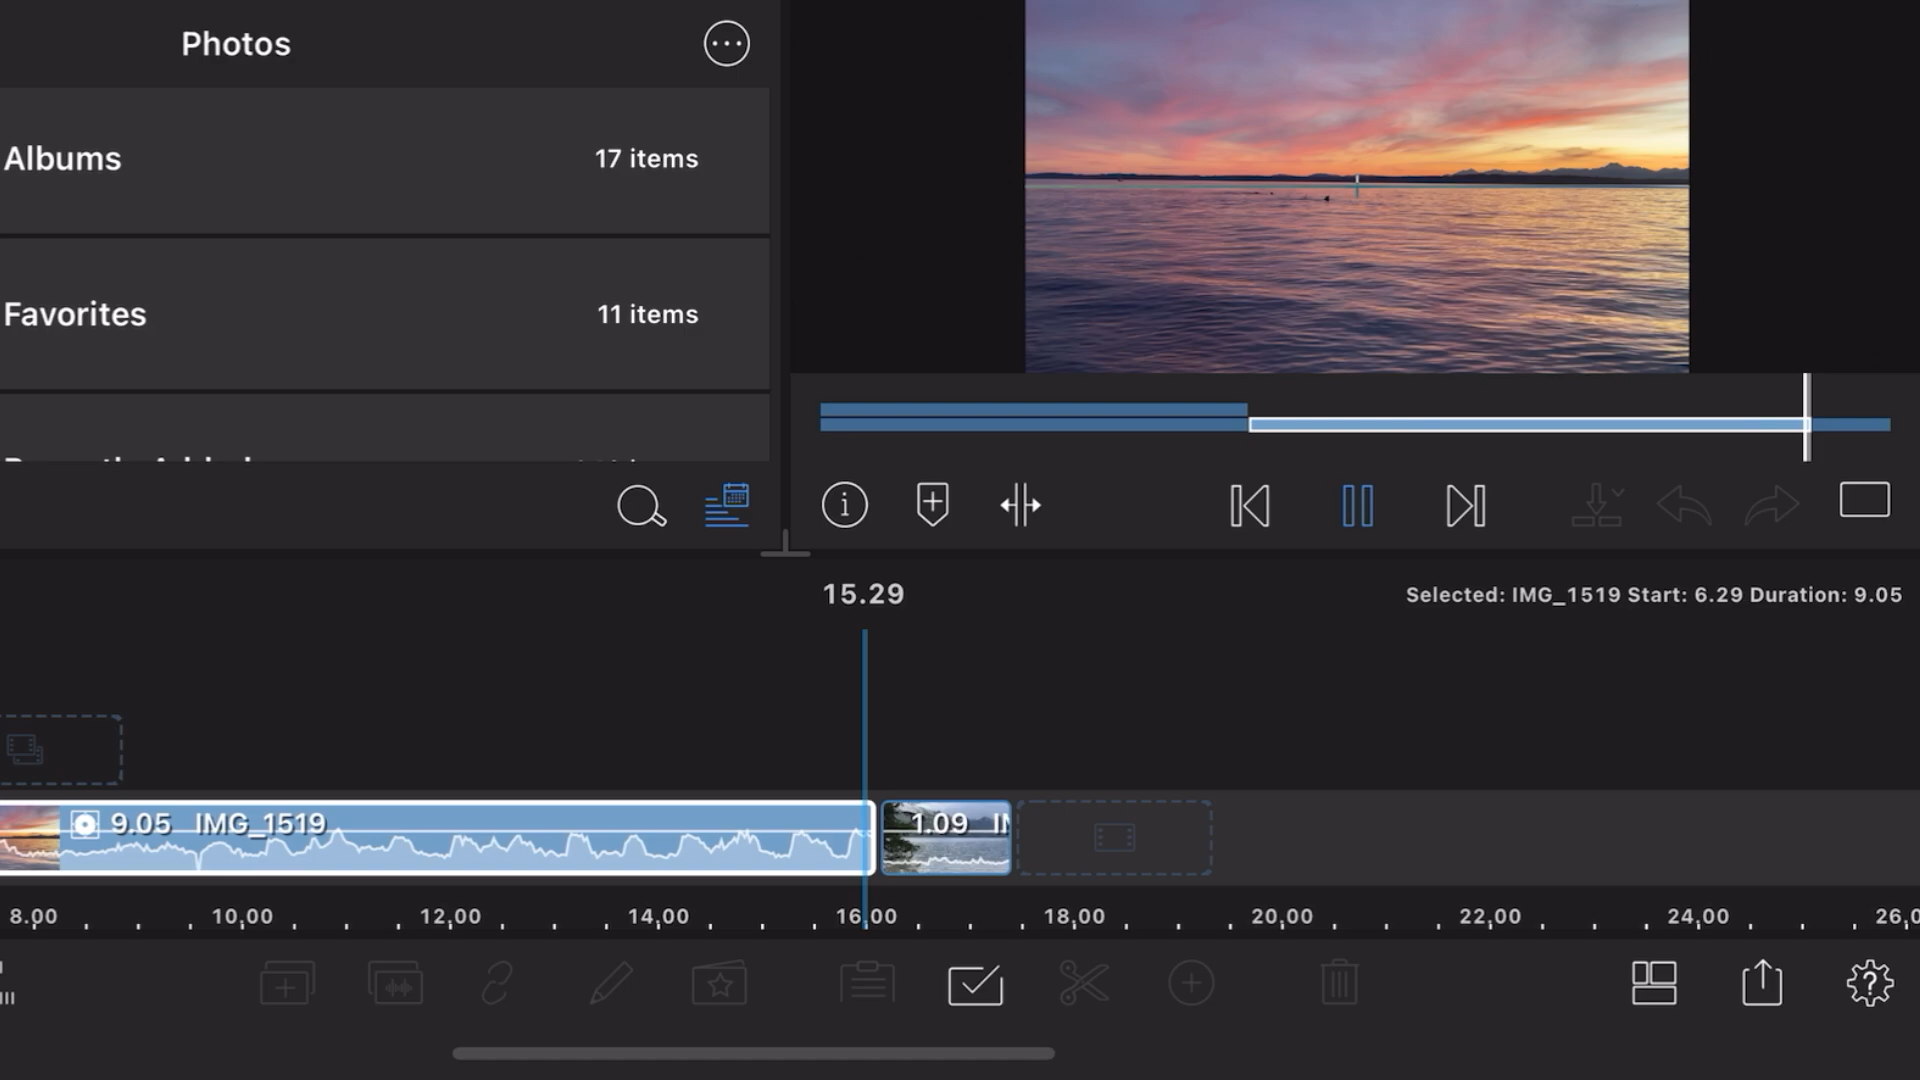 Photos
Albums 17 items
Favorites 11 items
15.29
Selected: IMG_1519 Start: 6.29 Duration: 9.05
9.05 IMG_1519
1.09
8.00 10,00 12,00 14,00 16,00 18,00 20,00 22,00 24,00 26,0